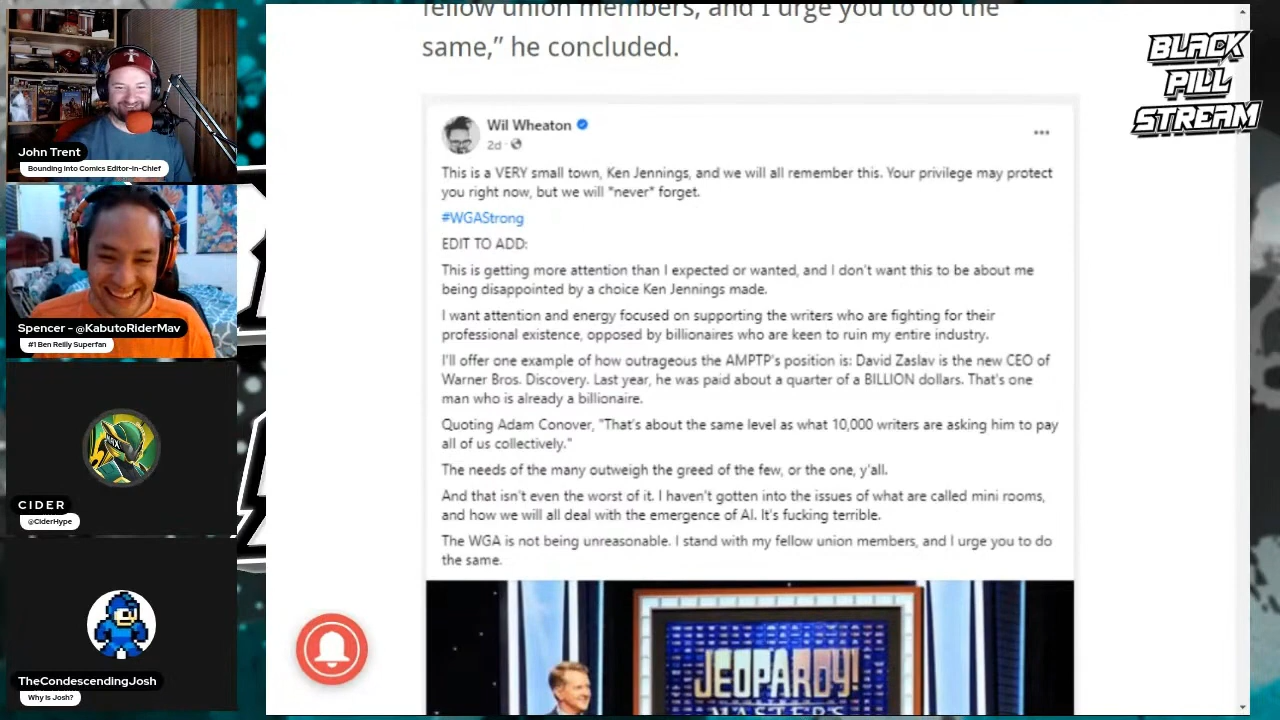 fellow union members, and I urge you to do the
same,” he concluded.
BLACK
PILL
STREAM
John Trent
Bounding Into Comics Editor-in-Chief
Wil Wheaton
2d ·
This is a VERY small town, Ken Jennings, and we will all remember this. Your privilege may protect
you right now, but we will *never* forget.
#WGAStrong
EDIT TO ADD:
This is getting more attention than I expected or wanted, and I don't want this to be about me
being disappointed by a choice Ken Jennings made.
I want attention and energy focused on supporting the writers who are fighting for their
professional existence, opposed by billionaires who are keen to ruin my entire industry.
I'll offer one example of how outrageous the AMPTP's position is: David Zaslav is the new CEO of
Warner Bros. Discovery. Last year, he was paid about a quarter of a BILLION dollars. That's one
man who is already a billionaire.
Quoting Adam Conover, "That's about the same level as what 10,000 writers are asking him to pay
all of us collectively."
The needs of the many outweigh the greed of the few, or the one, y'all.
And that isn't even the worst of it. I haven't gotten into the issues of what are called mini rooms,
and how we will all deal with the emergence of AI. It's fucking terrible.
The WGA is not being unreasonable. I stand with my fellow union members, and I urge you to do
the same.
JEOPARDY!
MASTERS
Spencer - @KabutoRiderMav
#1 Ben Reilly Superfan
CIDER
@CiderHype
TheCondescendingJosh
Why is Josh?